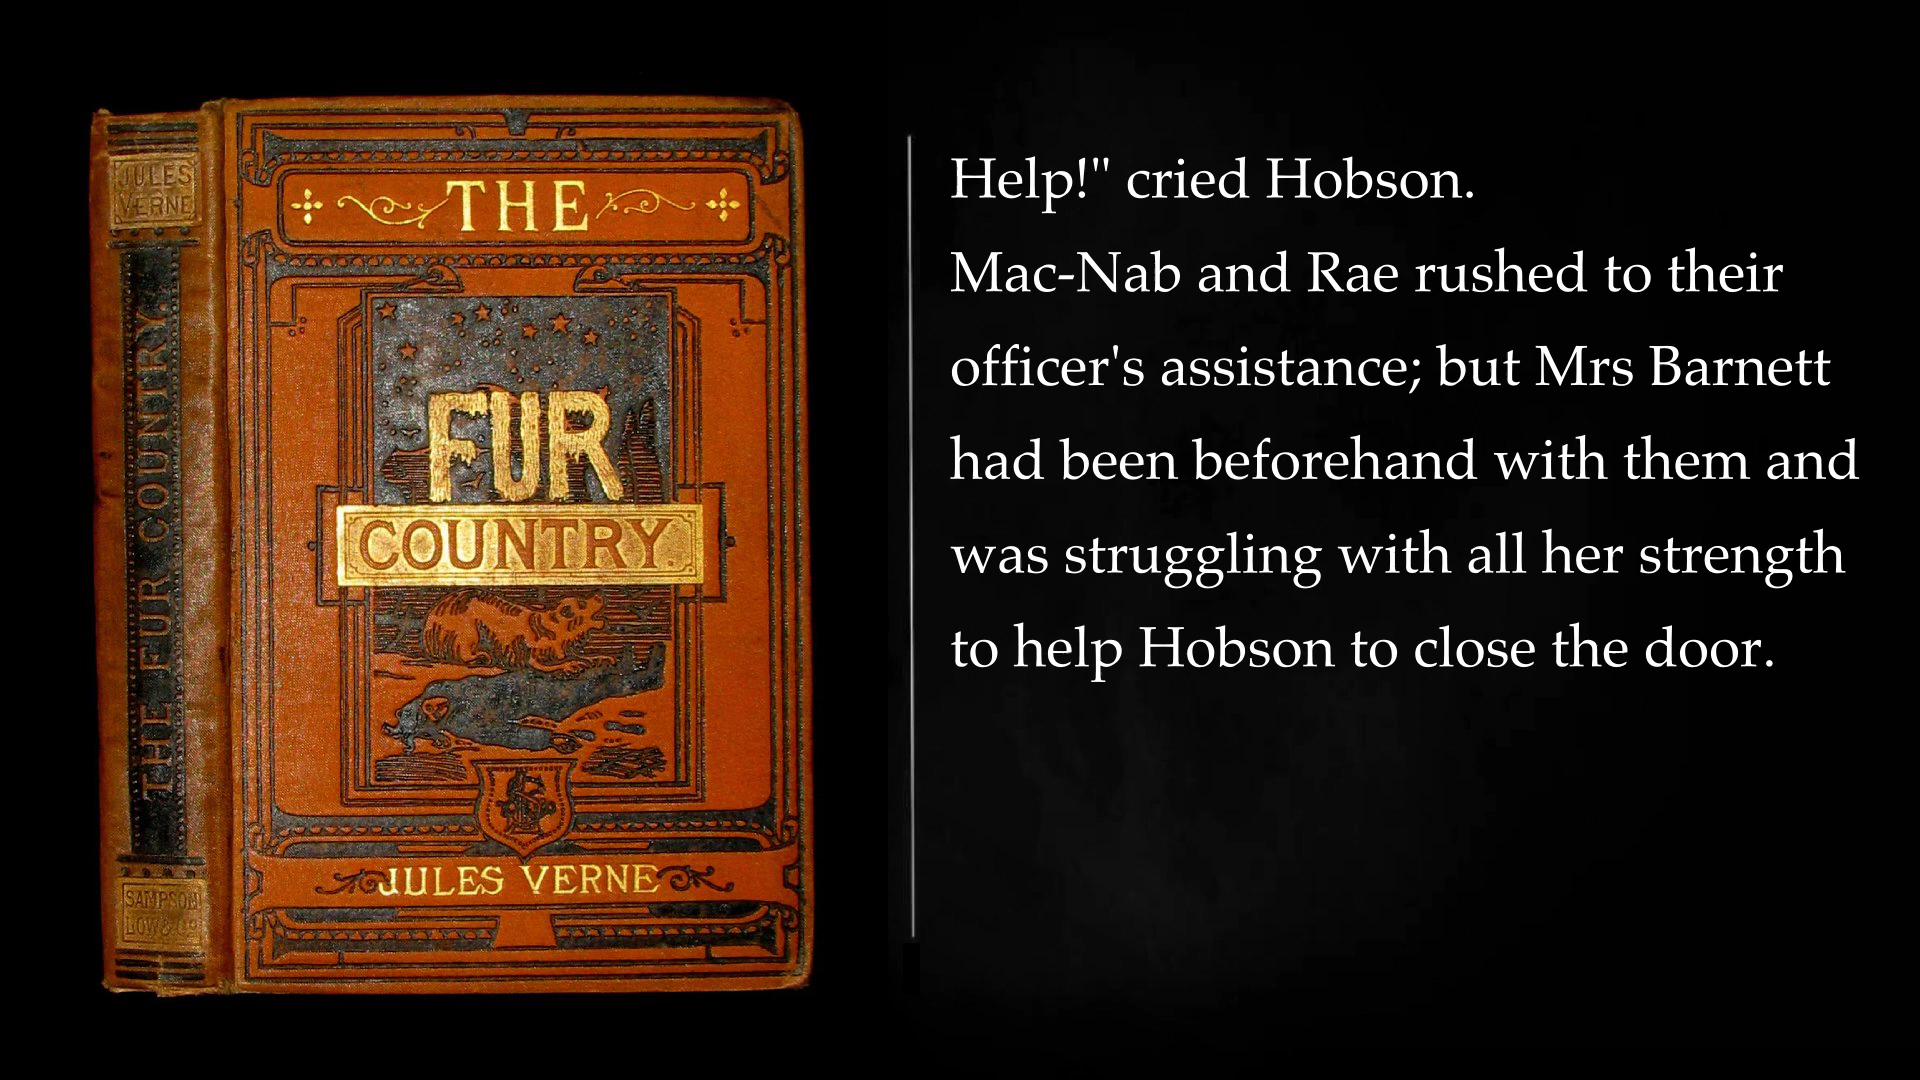 JULES
VERNE
THE FUR COUNTRY.
SAMPSON
LOW & Co
THE
FUR
COUNTRY.
JULES VERNE
Help!" cried Hobson.
Mac-Nab and Rae rushed to their
officer's assistance; but Mrs Barnett
had been beforehand with them and
was struggling with all her strength
to help Hobson to close the door.